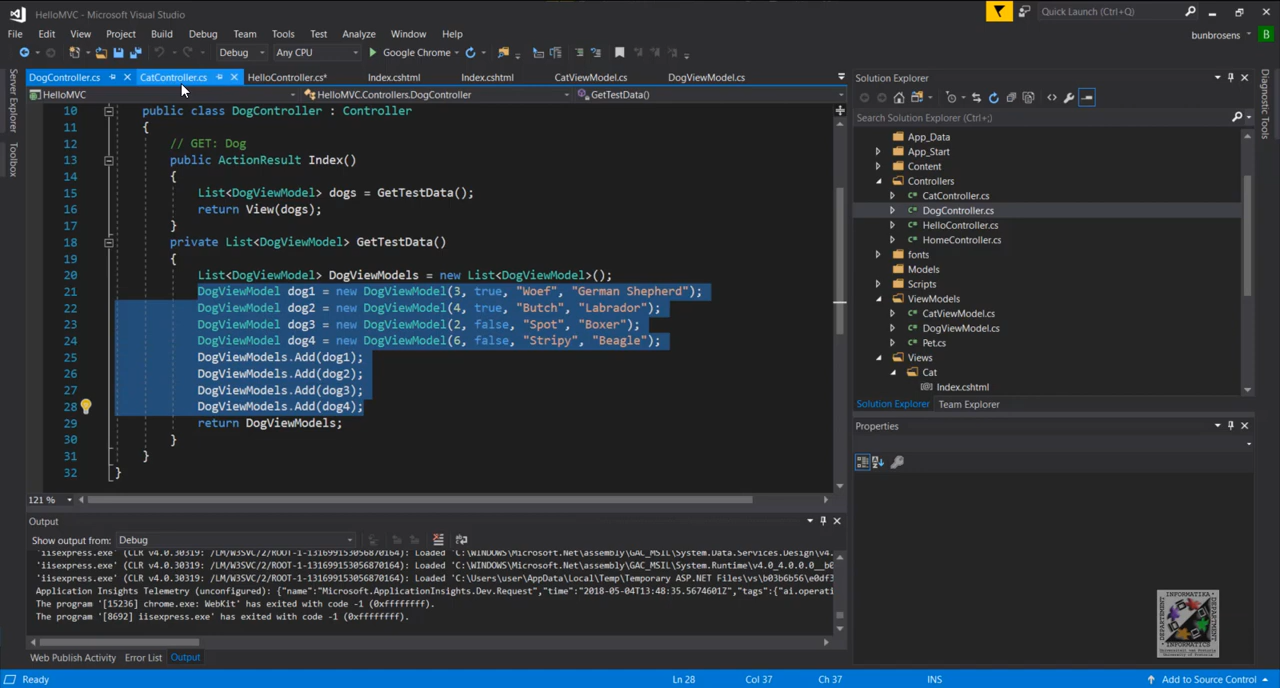 HelloMVC - Microsoft Visual Studio
Quick Launch (Ctrl+Q)
File Edit View Project Build Debug Team Tools Test Analyze Window Help
bunbrosens B
Debug Any CPU Google Chrome
DogController.cs CatController.cs HelloController.cs* Index.cshtml Index.cshtml CatViewModel.cs DogViewModel.cs
HelloMVC HelloMVC.Controllers.DogController GetTestData()
Server Explorer
Toolbox
10 public class DogController : Controller
11 {
12 // GET: Dog
13 public ActionResult Index()
14 {
15 List<DogViewModel> dogs = GetTestData();
16 return View(dogs);
17 }
18 private List<DogViewModel> GetTestData()
19 {
20 List<DogViewModel> DogViewModels = new List<DogViewModel>();
21 DogViewModel dog1 = new DogViewModel(3, true, "Woef", "German Shepherd");
22 DogViewModel dog2 = new DogViewModel(4, true, "Butch", "Labrador");
23 DogViewModel dog3 = new DogViewModel(2, false, "Spot", "Boxer");
24 DogViewModel dog4 = new DogViewModel(6, false, "Stripy", "Beagle");
25 DogViewModels.Add(dog1);
26 DogViewModels.Add(dog2);
27 DogViewModels.Add(dog3);
28 DogViewModels.Add(dog4);
29 return DogViewModels;
30 }
31 }
32 }
121 %
Output
Show output from: Debug
'iisexpress.exe' (CLR v4.0.30319: /LM/W3SVC/2/ROOT-1-131699153056870164): Loaded 'C:\WINDOWS\Microsoft.Net\assembly\GAC_MSIL\System.Data.Services.Design\v4.
'iisexpress.exe' (CLR v4.0.30319: /LM/W3SVC/2/ROOT-1-131699153056870164): Loaded 'C:\WINDOWS\Microsoft.Net\assembly\GAC_MSIL\System.Runtime\v4.0_4.0.0.0__b
'iisexpress.exe' (CLR v4.0.30319: /LM/W3SVC/2/ROOT-1-131699153056870164): Loaded 'C:\Users\user\AppData\Local\Temp\Temporary ASP.NET Files\vs\b03b6b56\e0df3
Application Insights Telemetry (unconfigured): {"name":"Microsoft.ApplicationInsights.Dev.Request","time":"2018-05-04T13:48:35.5674601Z","tags":{"ai.operati
The program '[15236] chrome.exe: WebKit' has exited with code -1 (0xffffffff).
The program '[8692] iisexpress.exe' has exited with code -1 (0xffffffff).
Web Publish Activity Error List Output
Solution Explorer
Search Solution Explorer (Ctrl+;)
App_Data
App_Start
Content
Controllers
CatController.cs
DogController.cs
HelloController.cs
HomeController.cs
fonts
Models
Scripts
ViewModels
CatViewModel.cs
DogViewModel.cs
Pet.cs
Views
Cat
Index.cshtml
Solution Explorer Team Explorer
Properties
Diagnostic Tools
DEPARTEMENT INFORMATIKA
Ready Ln 28 Col 37 Ch 37 INS Add to Source Control